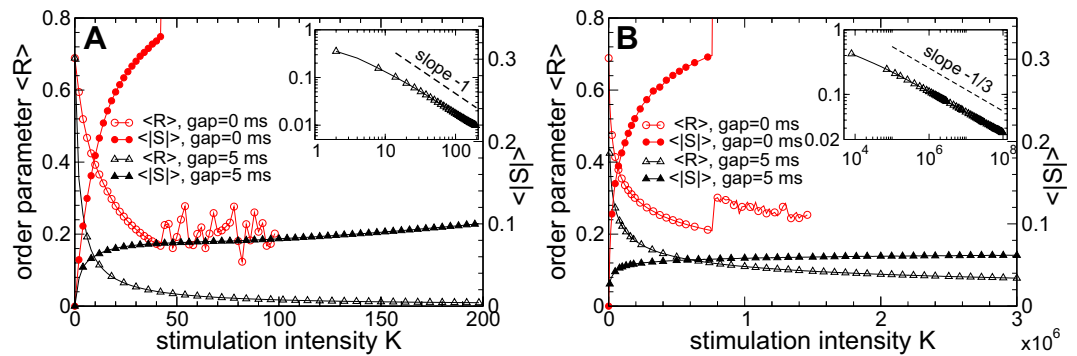 A
order parameter <R>
0.8
0.6
0.4
0.2
0
0
50
100
150
200
stimulation intensity K
0.3
0.2
0.1
0
<|S|>
<R>, gap=0 ms
<|S|>, gap=0 ms
<R>, gap=5 ms
<|S|>, gap=5 ms
slope -1
0.1
0.01
1
10
100
B
order parameter <R>
0.8
0.6
0.4
0.2
0
0
1
2
3
x10^6
stimulation intensity K
0.3
0.2
0.1
0
<|S|>
<R>, gap=0 ms
<|S|>, gap=0 ms
<R>, gap=5 ms
<|S|>, gap=5 ms
slope -1/3
0.1
0.02
10^4
10^6
10^8